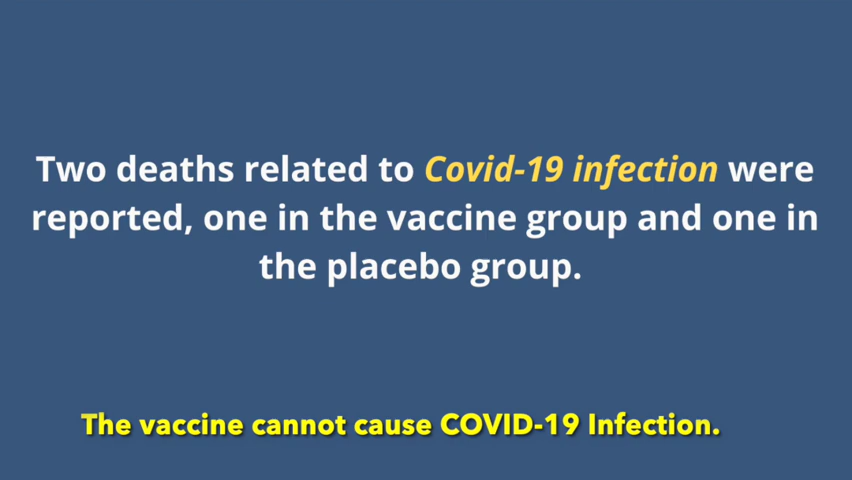 Two deaths related to Covid-19 infection were
reported, one in the vaccine group and one in
the placebo group.
The vaccine cannot cause COVID-19 Infection.